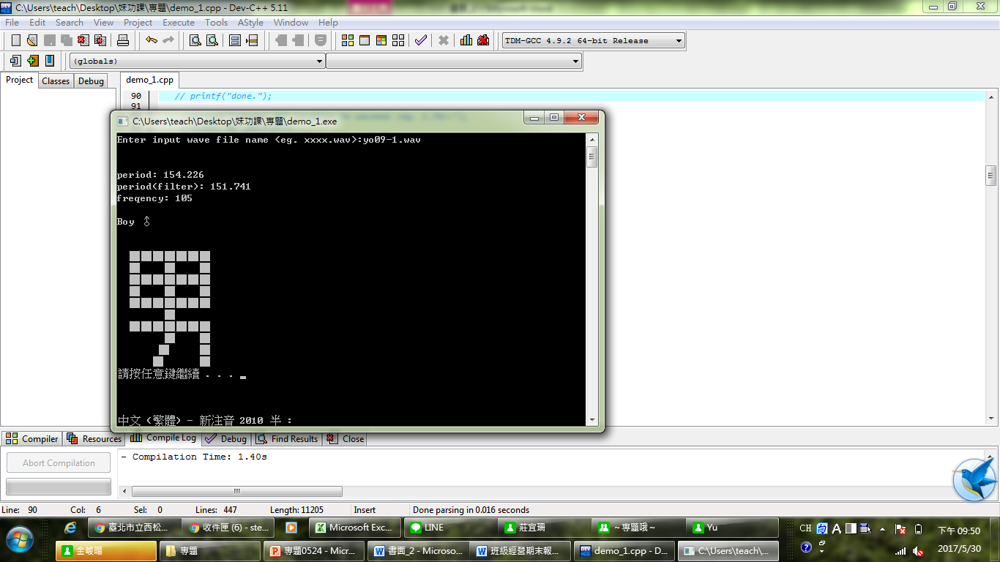 C:\Users\teach\Desktop\妹功課\專題\demo_1.cpp - Dev-C++ 5.11
File Edit Search View Project Execute Tools AStyle Window Help
TDM-GCC 4.9.2 64-bit Release
(globals)
Project Classes Debug demo_1.cpp
90 // printf("done.");
91
C:\Users\teach\Desktop\妹功課\專題\demo_1.exe
Enter input wave file name <eg. xxxx.wav>:yo09-1.wav
period: 154.226
period(filter): 151.741
freqency: 105
Boy ♂
男
請按任意鍵繼續 . . .
中文 (繁體) - 新注音 2010 半 :
Compiler Resources Compile Log Debug Find Results Close
Abort Compilation
- Compilation Time: 1.40s
Line: 90 Col: 6 Sel: 0 Lines: 447 Length: 11205 Insert Done parsing in 0.016 seconds
臺北市立西松... 收件匣 (6) - ste... Microsoft Exc... LINE 莊宜珊 ~專題哦~ Yu CH 下午 09:50
金峻暘 專題 專題0524 - Micr... 書面_2 - Microso... 班級經營期末報... demo_1.cpp - D... C:\Users\teach\... 2017/5/30